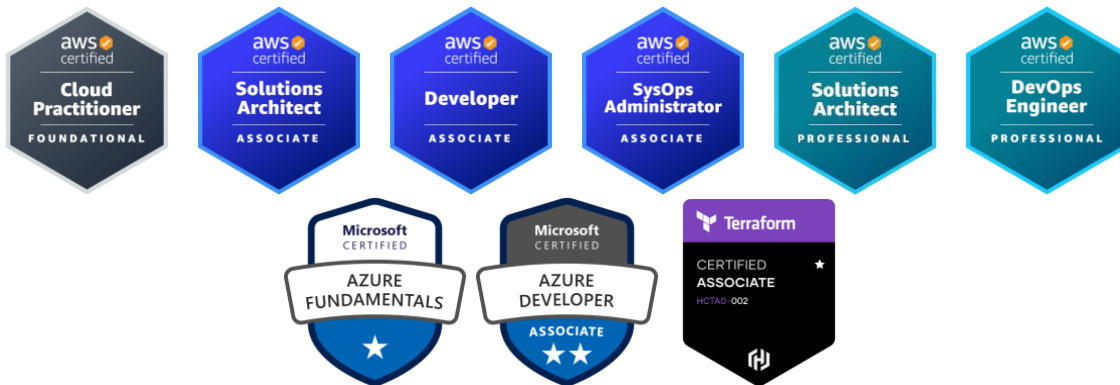 aws
certified
Cloud
Practitioner
FOUNDATIONAL
aws
certified
Solutions
Architect
ASSOCIATE
aws
certified
Developer
ASSOCIATE
aws
certified
SysOps
Administrator
ASSOCIATE
aws
certified
Solutions
Architect
PROFESSIONAL
aws
certified
DevOps
Engineer
PROFESSIONAL
Microsoft
CERTIFIED
AZURE
FUNDAMENTALS
Microsoft
CERTIFIED
AZURE
DEVELOPER
ASSOCIATE
Terraform
CERTIFIED
ASSOCIATE
HCTA0-002